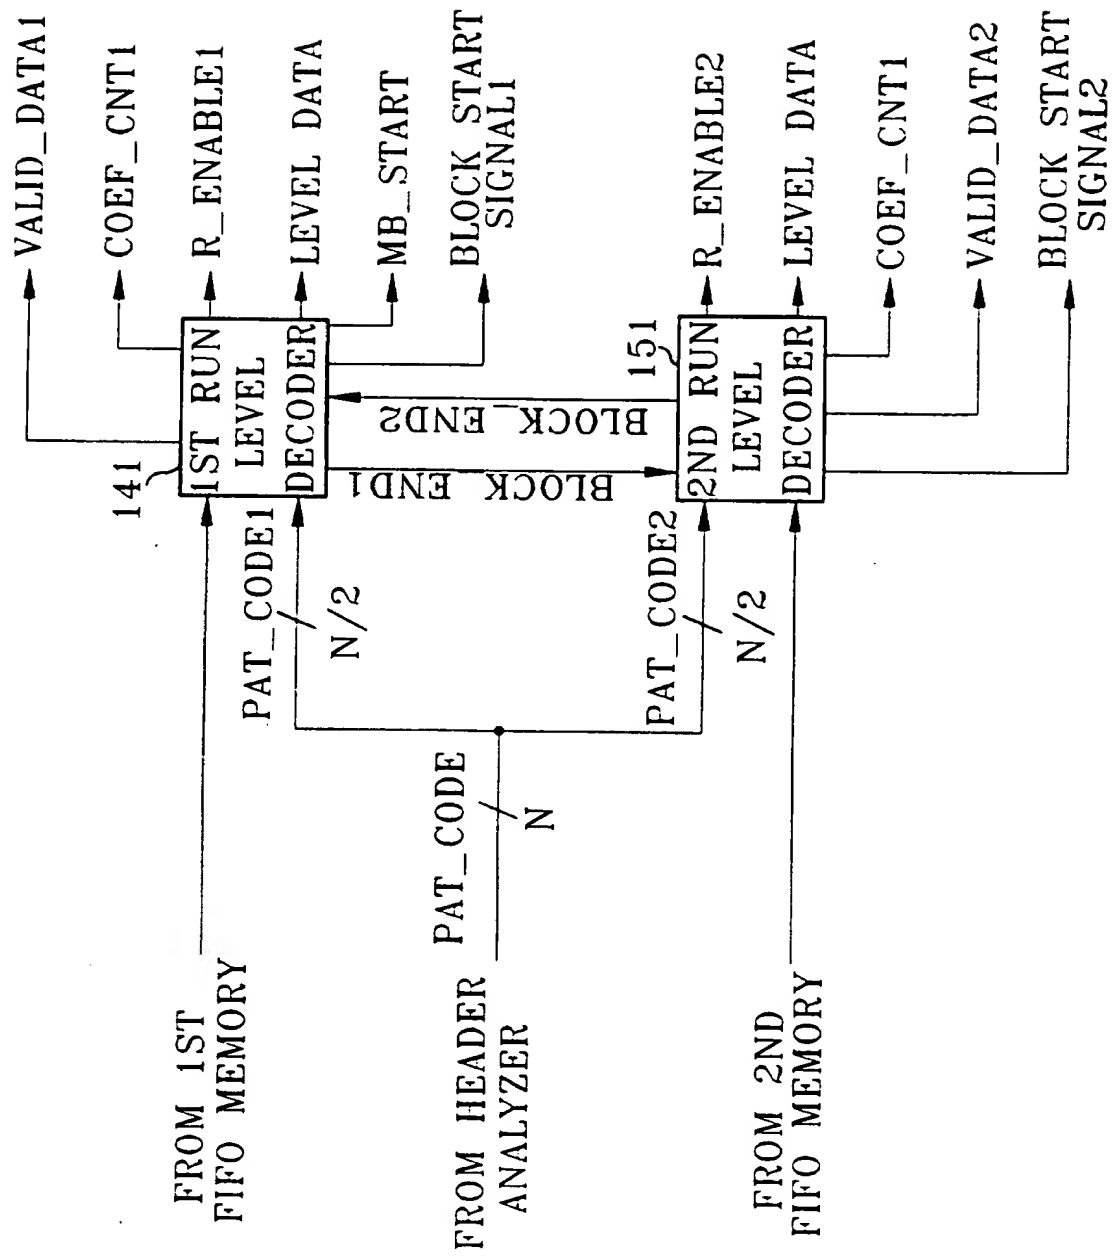 FROM 1ST
FIFO MEMORY
FROM HEADER
ANALYZER
FROM 2ND
FIFO MEMORY
PAT_CODE
N
PAT_CODE1
N/2
PAT_CODE2
N/2
141
1ST RUN
LEVEL
DECODER
BLOCK_END1
BLOCK_END2
151
2ND RUN
LEVEL
DECODER
VALID_DATA1
COEF_CNT1
R_ENABLE1
LEVEL DATA
MB_START
BLOCK START
SIGNAL1
R_ENABLE2
LEVEL DATA
COEF_CNT1
VALID_DATA2
BLOCK START
SIGNAL2